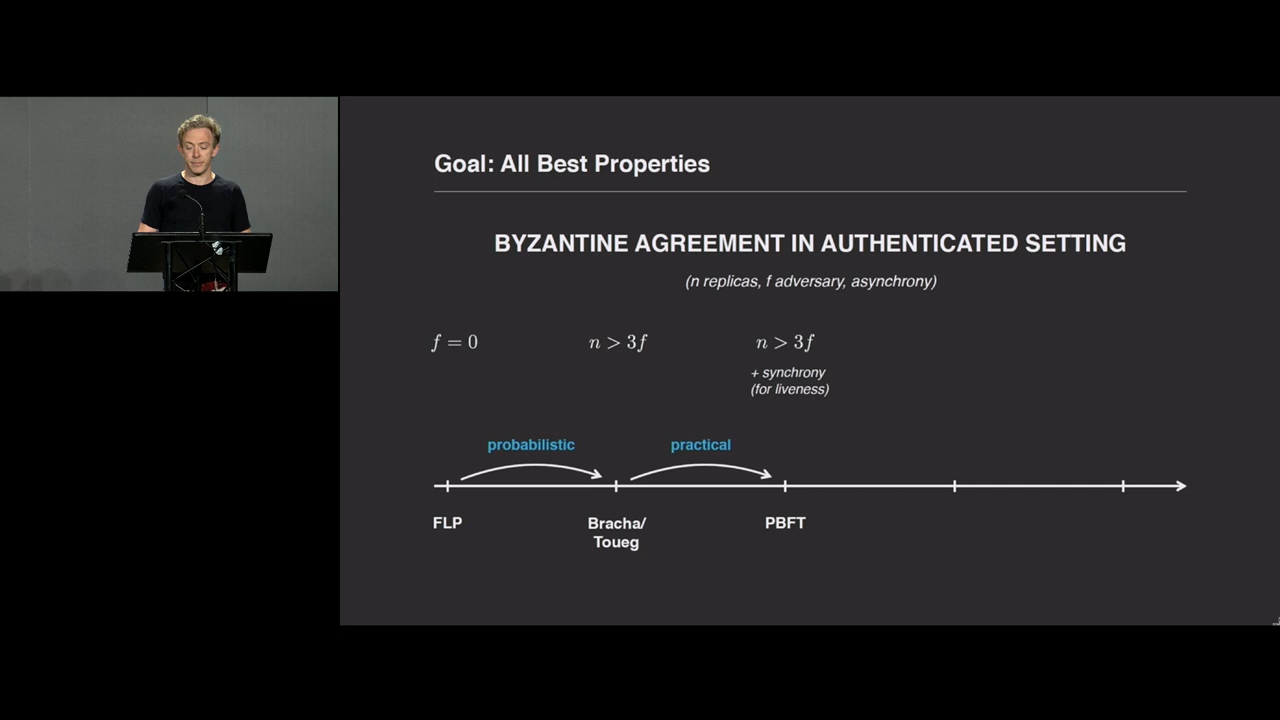 Goal: All Best Properties
BYZANTINE AGREEMENT IN AUTHENTICATED SETTING
(n replicas, f adversary, asynchrony)
f = 0
n > 3f
n > 3f
+ synchrony
(for liveness)
probabilistic
practical
FLP
Bracha/
Toueg
PBFT